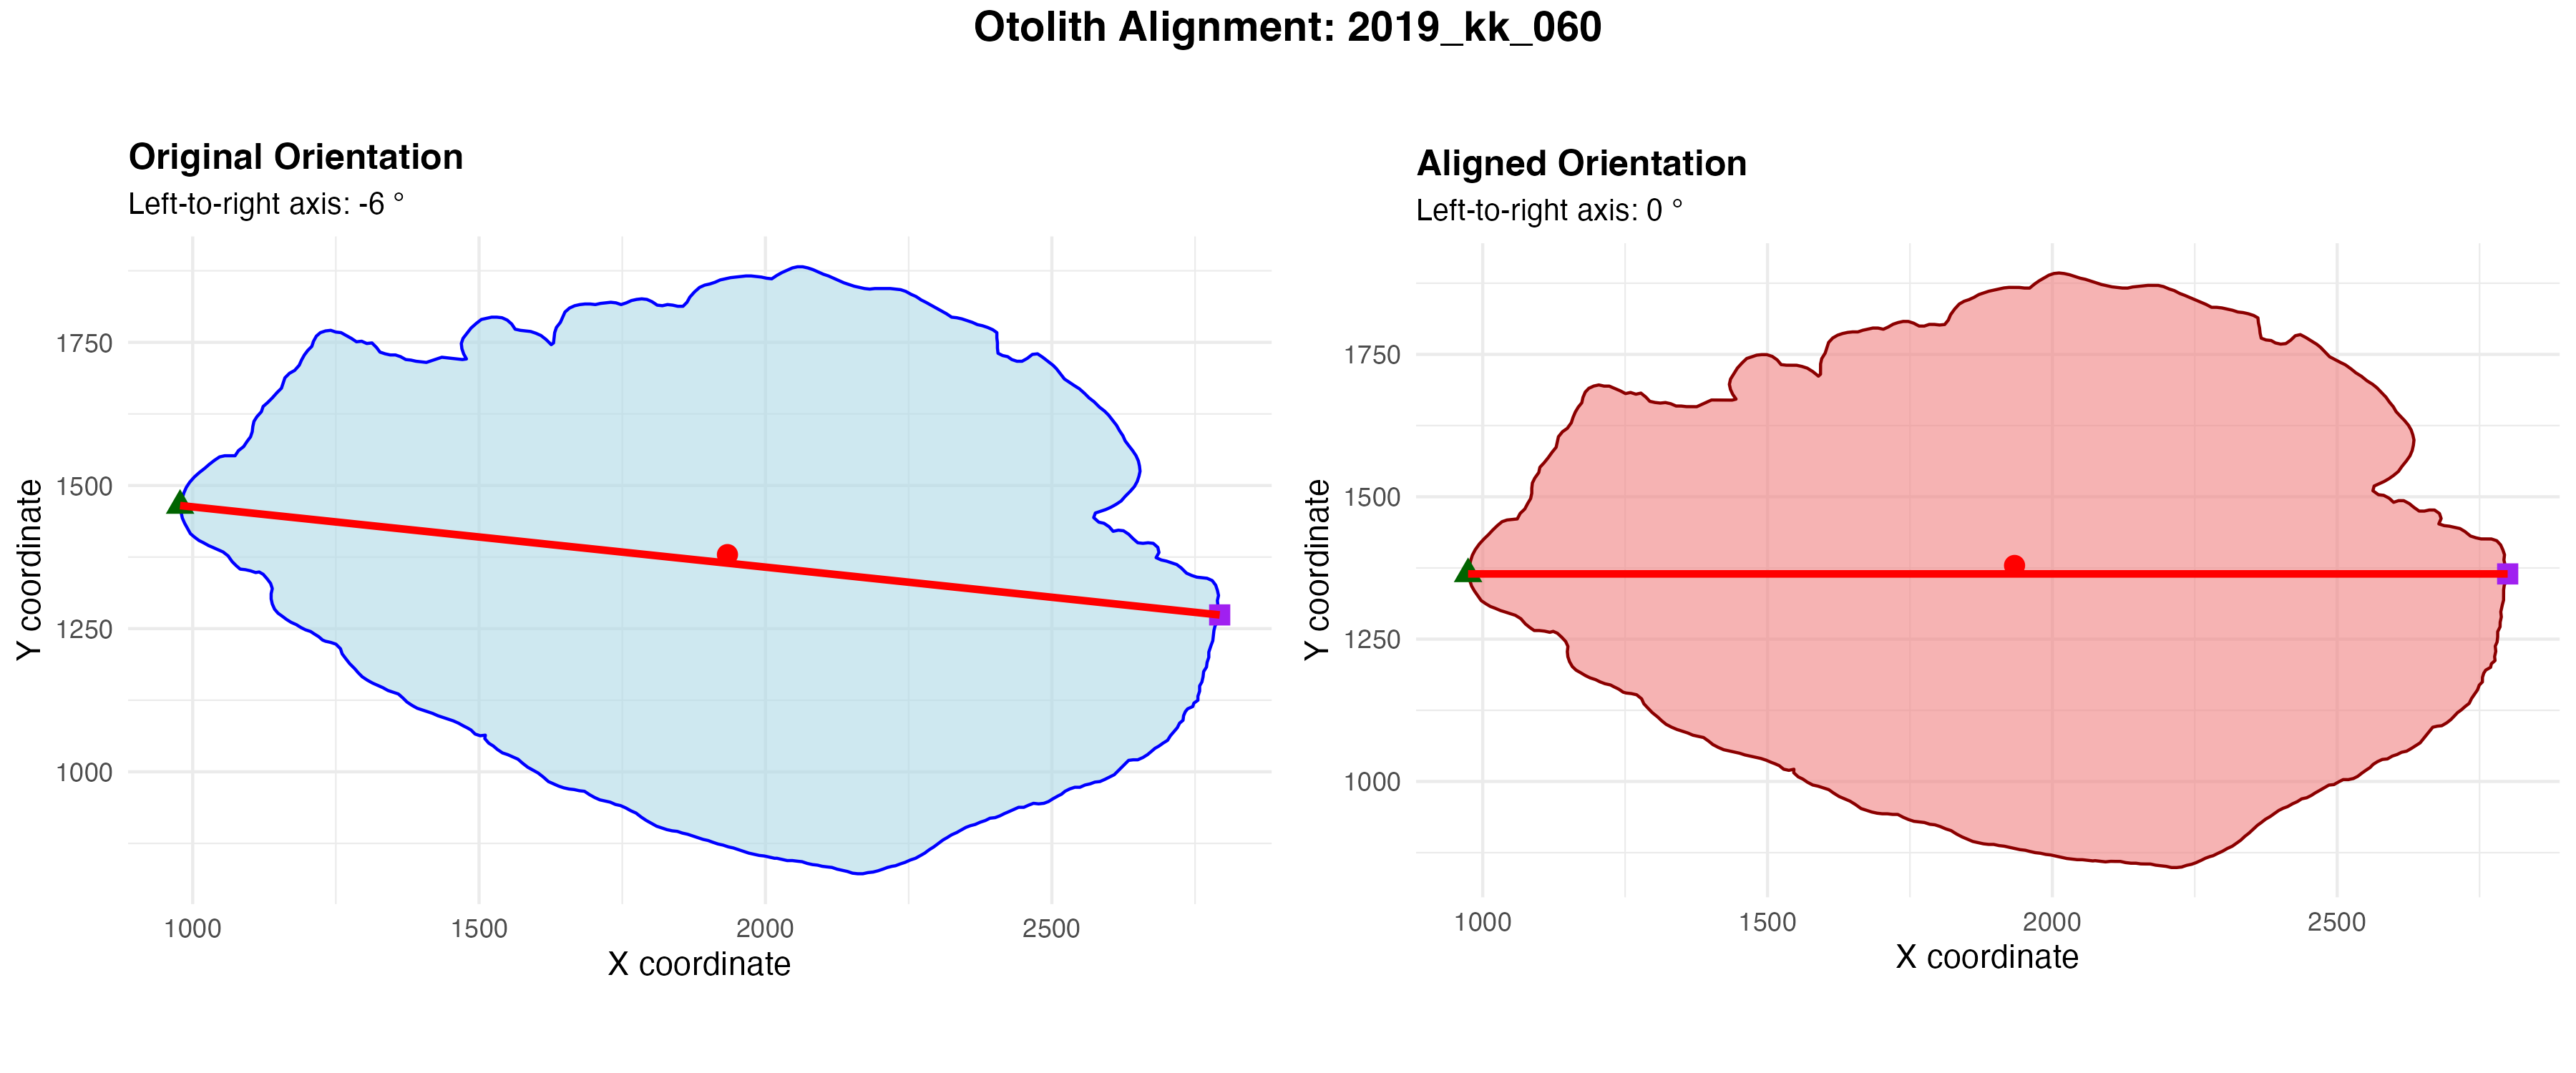 Otolith Alignment: 2019_kk_060
Original Orientation
Left-to-right axis: -6 °
Y coordinate
1750
1500
1250
1000
1000 1500 2000 2500
X coordinate
Aligned Orientation
Left-to-right axis: 0 °
Y coordinate
1750
1500
1250
1000
1000 1500 2000 2500
X coordinate